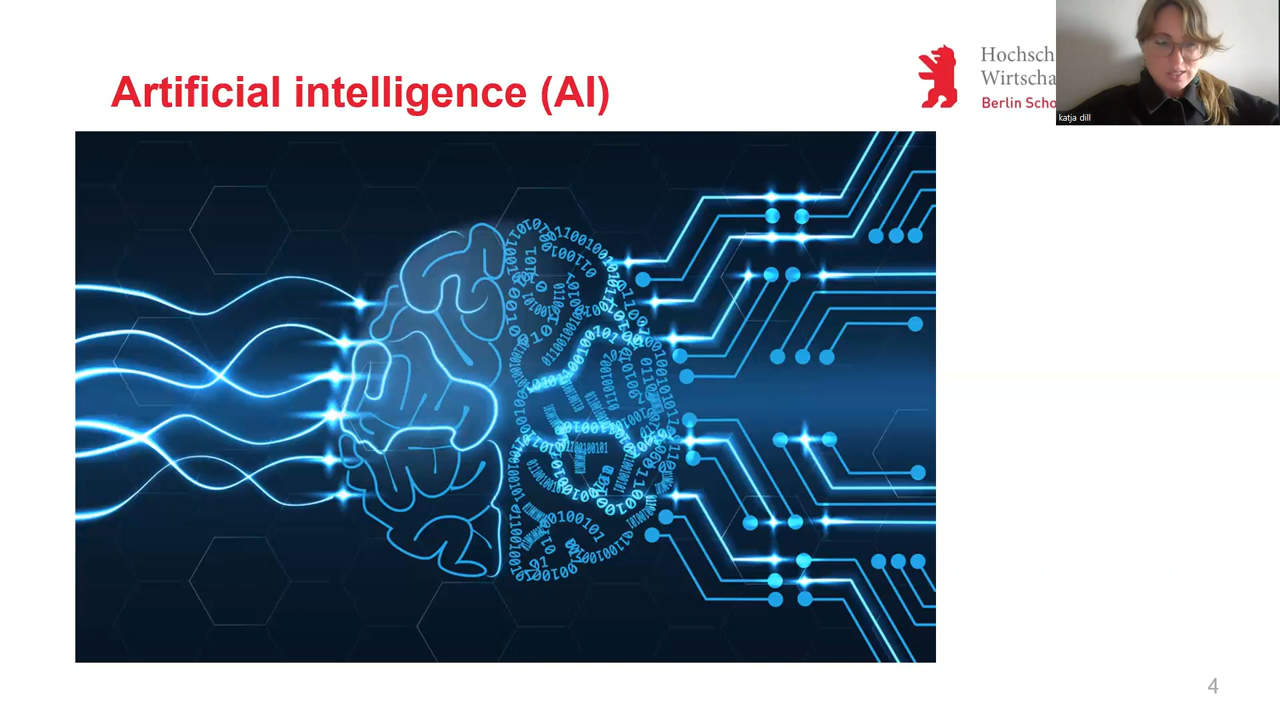 Artificial intelligence (AI)
Hochsch
Wirtscha
Berlin Scho
katja dill
4